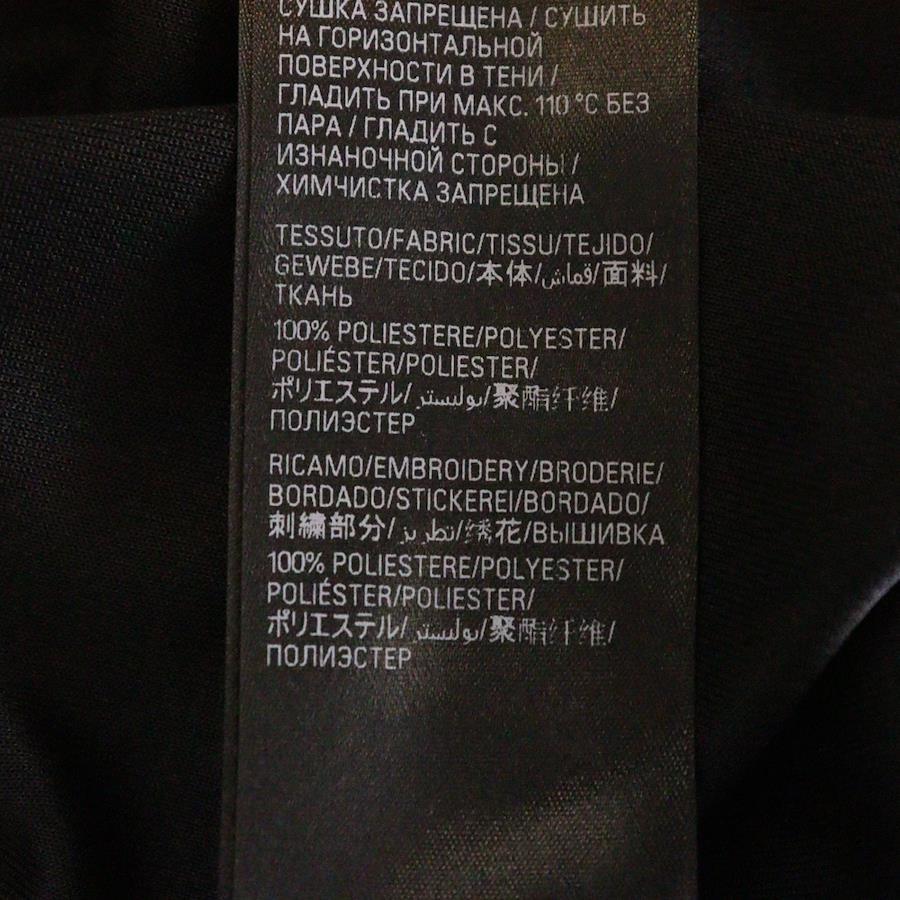 СУШКА ЗАПРЕЩЕНА / СУШИТЬ
НА ГОРИЗОНТАЛЬНОЙ
ПОВЕРХНОСТИ В ТЕНИ /
ГЛАДИТЬ ПРИ МАКС. 110 °C БЕЗ
ПАРА / ГЛАДИТЬ С
ИЗНАНОЧНОЙ СТОРОНЫ /
ХИМЧИСТКА ЗАПРЕЩЕНА
TESSUTO/FABRIC/TISSU/TEJIDO/
GEWEBE/TECIDO/本体/قماش/面料/
ТКАНЬ
100% POLIESTERE/POLYESTER/
POLIÉSTER/POLIESTER/
ポリエステル/بوليستر/聚酯纤维/
ПОЛИЭСТЕР
RICAMO/EMBROIDERY/BRODERIE/
BORDADO/STICKEREI/BORDADO/
刺繍部分/تطريز/绣花/ВЫШИВКА
100% POLIESTERE/POLYESTER/
POLIÉSTER/POLIESTER/
ポリエステル/بوليستر/聚酯纤维/
ПОЛИЭСТЕР